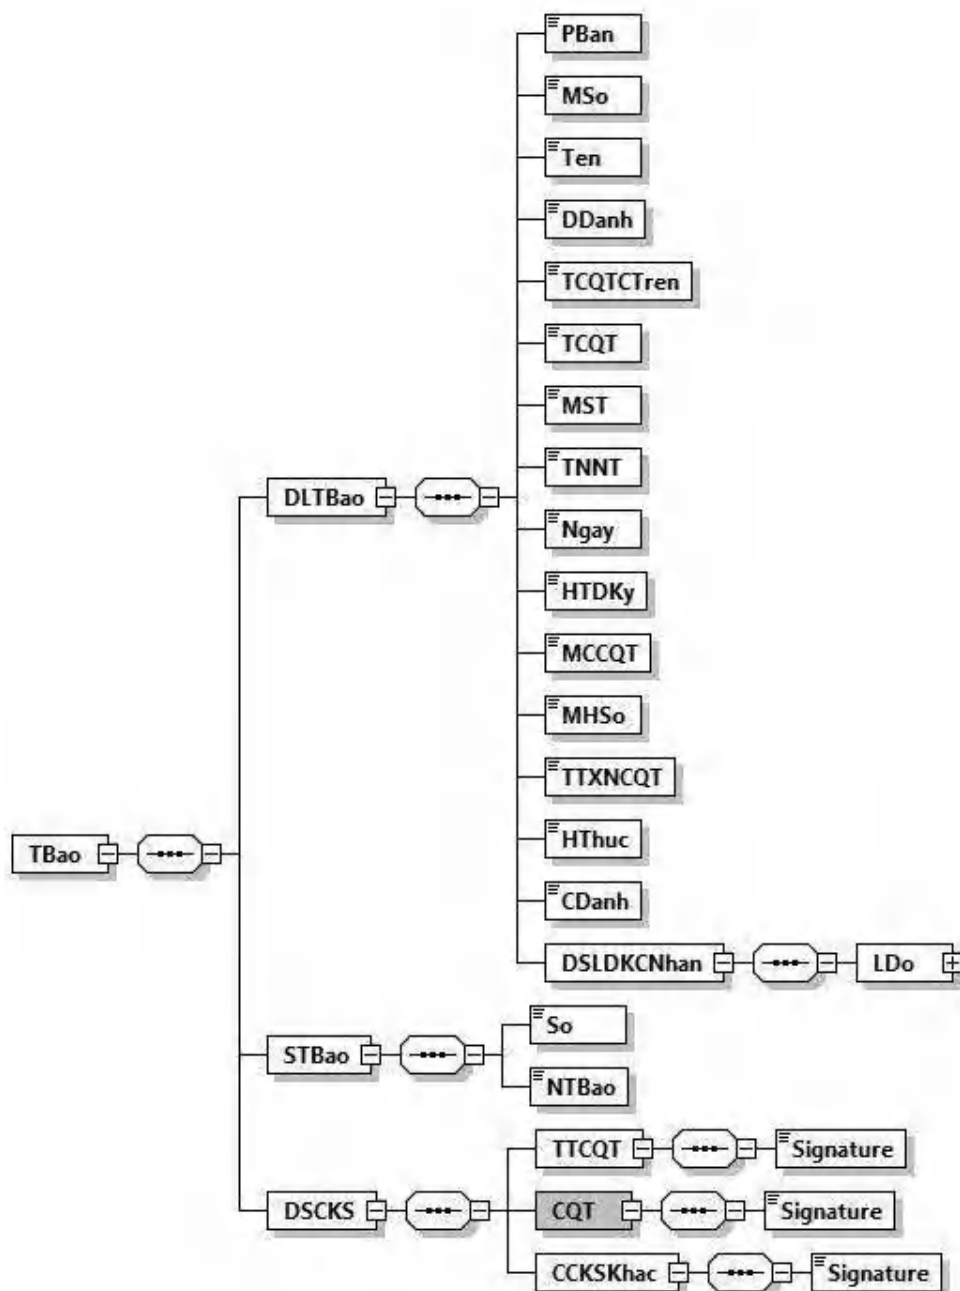 PBan
MSo
Ten
DDanh
TCQTCTren
TCQT
MST
TNNT
DLTBao
Ngay
HTDKy
MCCQT
MHSo
TTXNCQT
TBao
HThuc
CDanh
DSLDKCNhan
LDo
So
STBao
NTBao
TTCQT
Signature
DSCKS
CQT
Signature
CCKSKhac
Signature